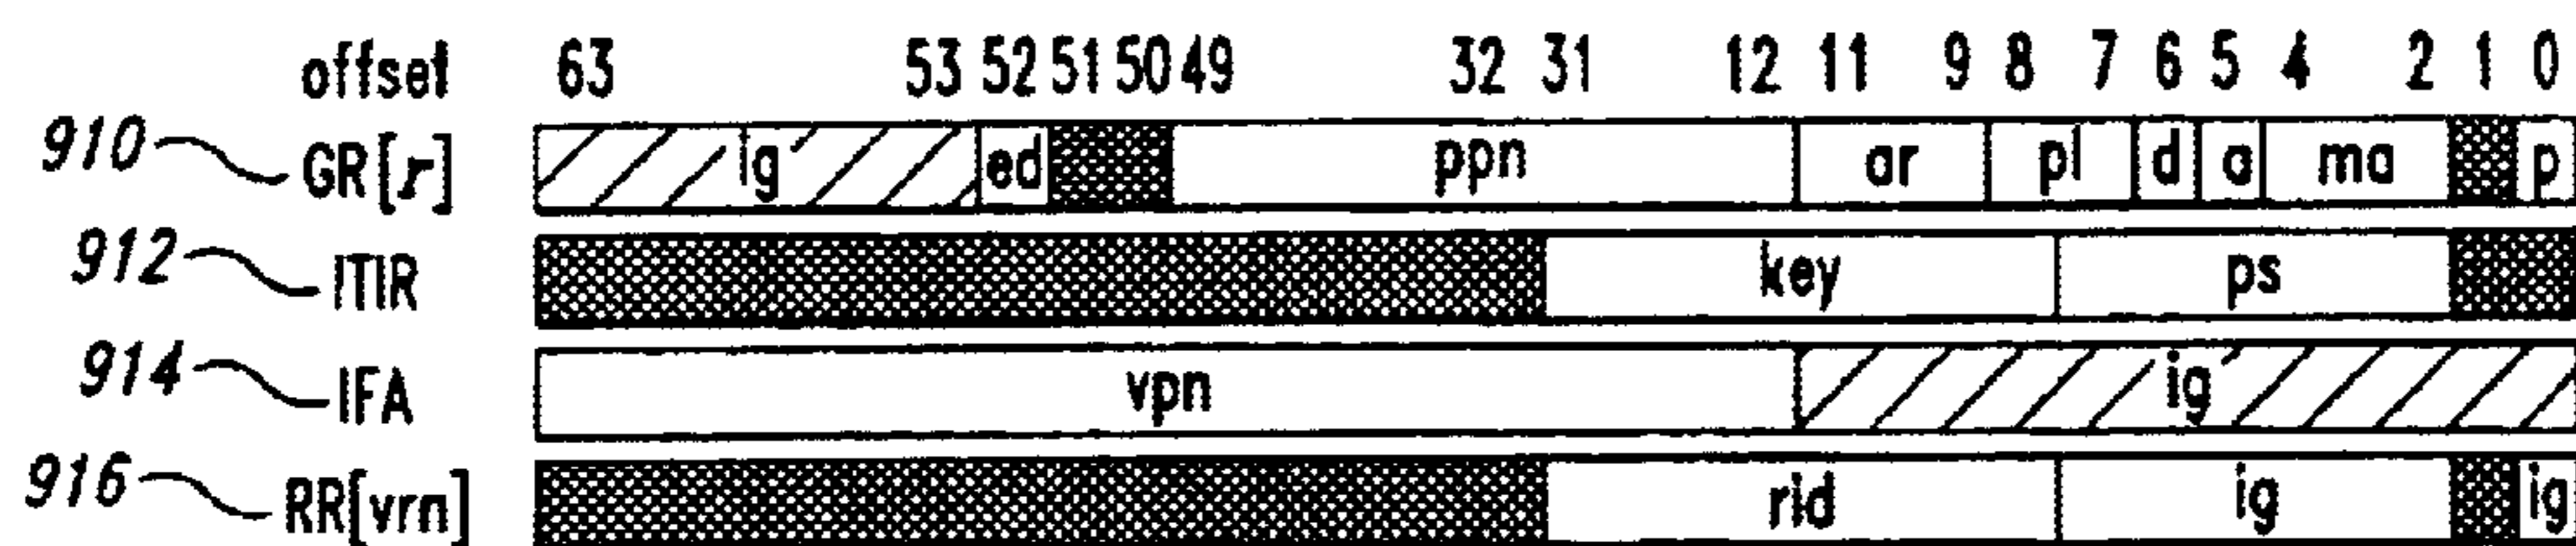 offset 63 53 52 51 50 49 32 31 12 11 9 8 7 6 5 4 2 1 0
910 GR[r] ig ed ppn ar pl d a ma p
912 ITIR key ps
914 IFA vpn ig
916 RR[vrn] rid ig ig